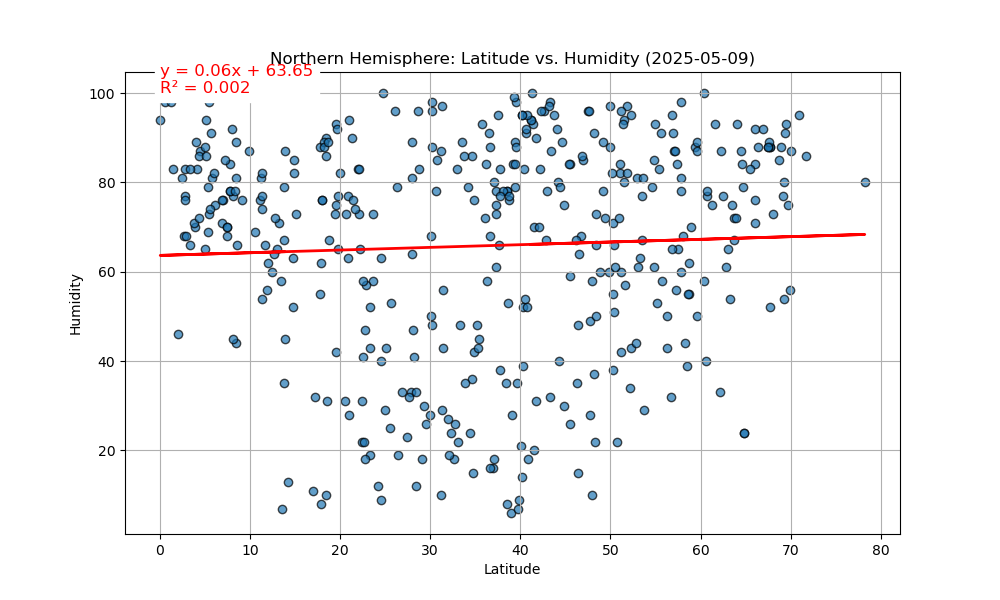 Northern Hemisphere: Latitude vs. Humidity (2025-05-09)
y = 0.06x + 63.65
R² = 0.002
100
80
60
40
20
Humidity
0 10 20 30 40 50 60 70 80
Latitude